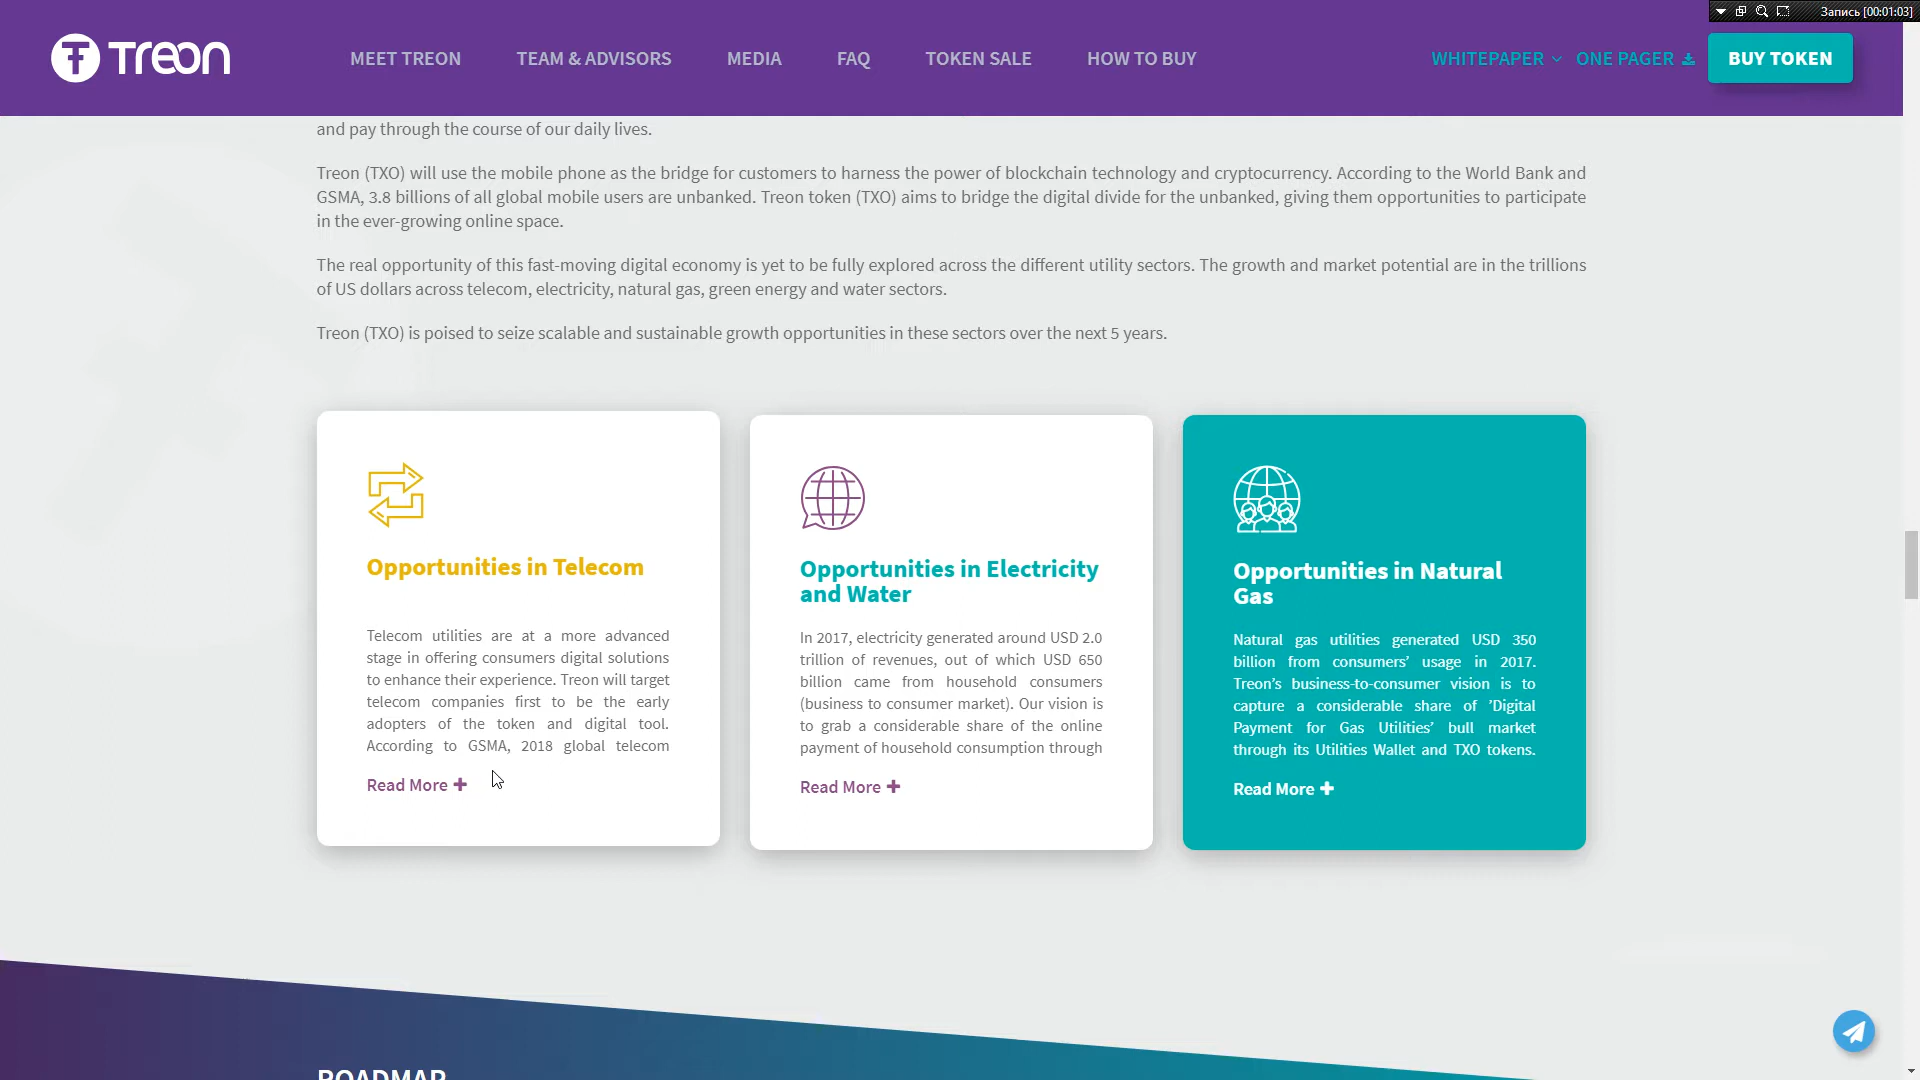 Запись [00:01:03]
Treon
MEET TREON
TEAM & ADVISORS
MEDIA
FAQ
TOKEN SALE
HOW TO BUY
WHITEPAPER
ONE PAGER
BUY TOKEN
and pay through the course of our daily lives.
Treon (TXO) will use the mobile phone as the bridge for customers to harness the power of blockchain technology and cryptocurrency. According to the World Bank and
GSMA, 3.8 billions of all global mobile users are unbanked. Treon token (TXO) aims to bridge the digital divide for the unbanked, giving them opportunities to participate
in the ever-growing online space.
The real opportunity of this fast-moving digital economy is yet to be fully explored across the different utility sectors. The growth and market potential are in the trillions
of US dollars across telecom, electricity, natural gas, green energy and water sectors.
Treon (TXO) is poised to seize scalable and sustainable growth opportunities in these sectors over the next 5 years.
Opportunities in Telecom
Telecom utilities are at a more advanced
stage in offering consumers digital solutions
to enhance their experience. Treon will target
telecom companies first to be the early
adopters of the token and digital tool.
According to GSMA, 2018 global telecom
Read More +
Opportunities in Electricity
and Water
In 2017, electricity generated around USD 2.0
trillion of revenues, out of which USD 650
billion came from household consumers
(business to consumer market). Our vision is
to grab a considerable share of the online
payment of household consumption through
Read More +
Opportunities in Natural
Gas
Natural gas utilities generated USD 350
billion from consumers’ usage in 2017.
Treon’s business-to-consumer vision is to
capture a considerable share of ’Digital
Payment for Gas Utilities’ bull market
through its Utilities Wallet and TXO tokens.
Read More +
ROADMAP